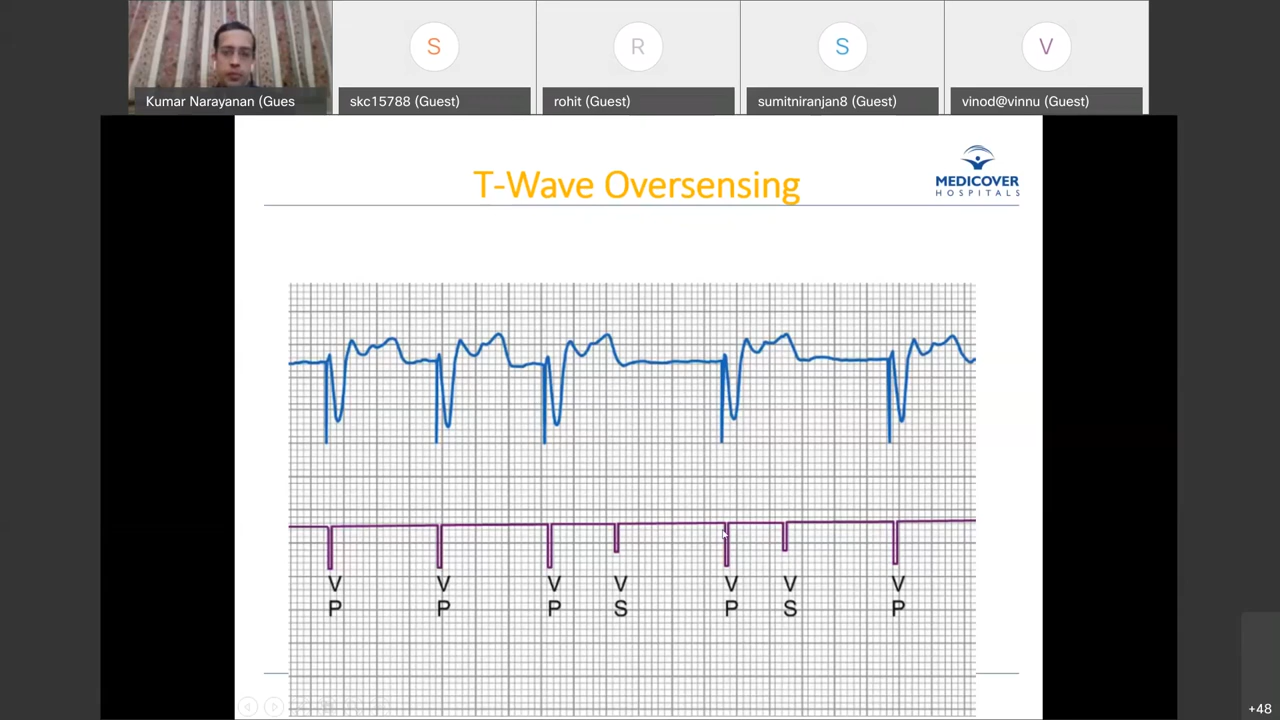 S
R
S
V
Kumar Narayanan (Gues
skc15788 (Guest)
rohit (Guest)
sumitniranjan8 (Guest)
vinod@vinnu (Guest)
T-Wave Oversensing
MEDICOVER
HOSPITALS
V V V V V V V
P P P S P S P
+48